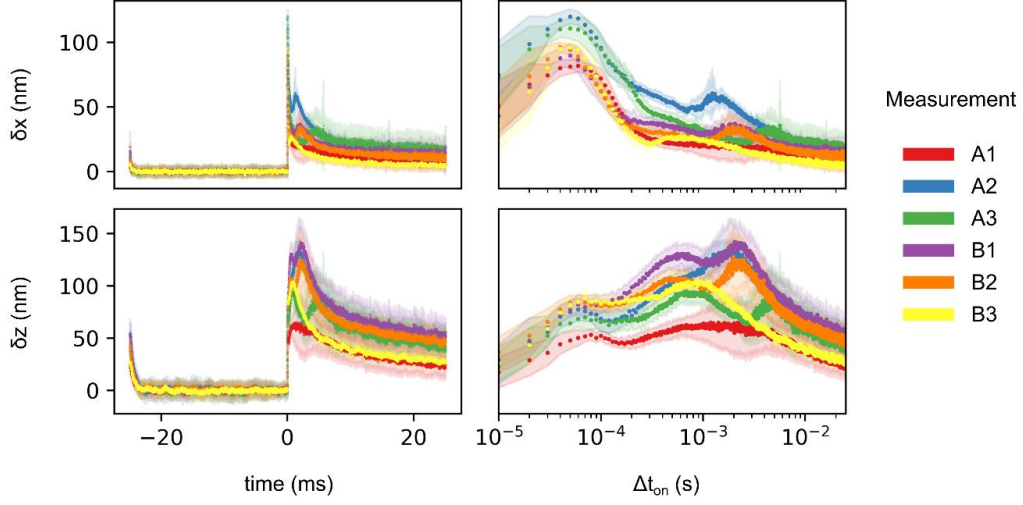 100
50
0
δx (nm)
150
100
50
0
δz (nm)
−20
0
20
time (ms)
10⁻⁵
10⁻⁴
10⁻³
10⁻²
Δtₒₙ (s)
Measurement
A1
A2
A3
B1
B2
B3